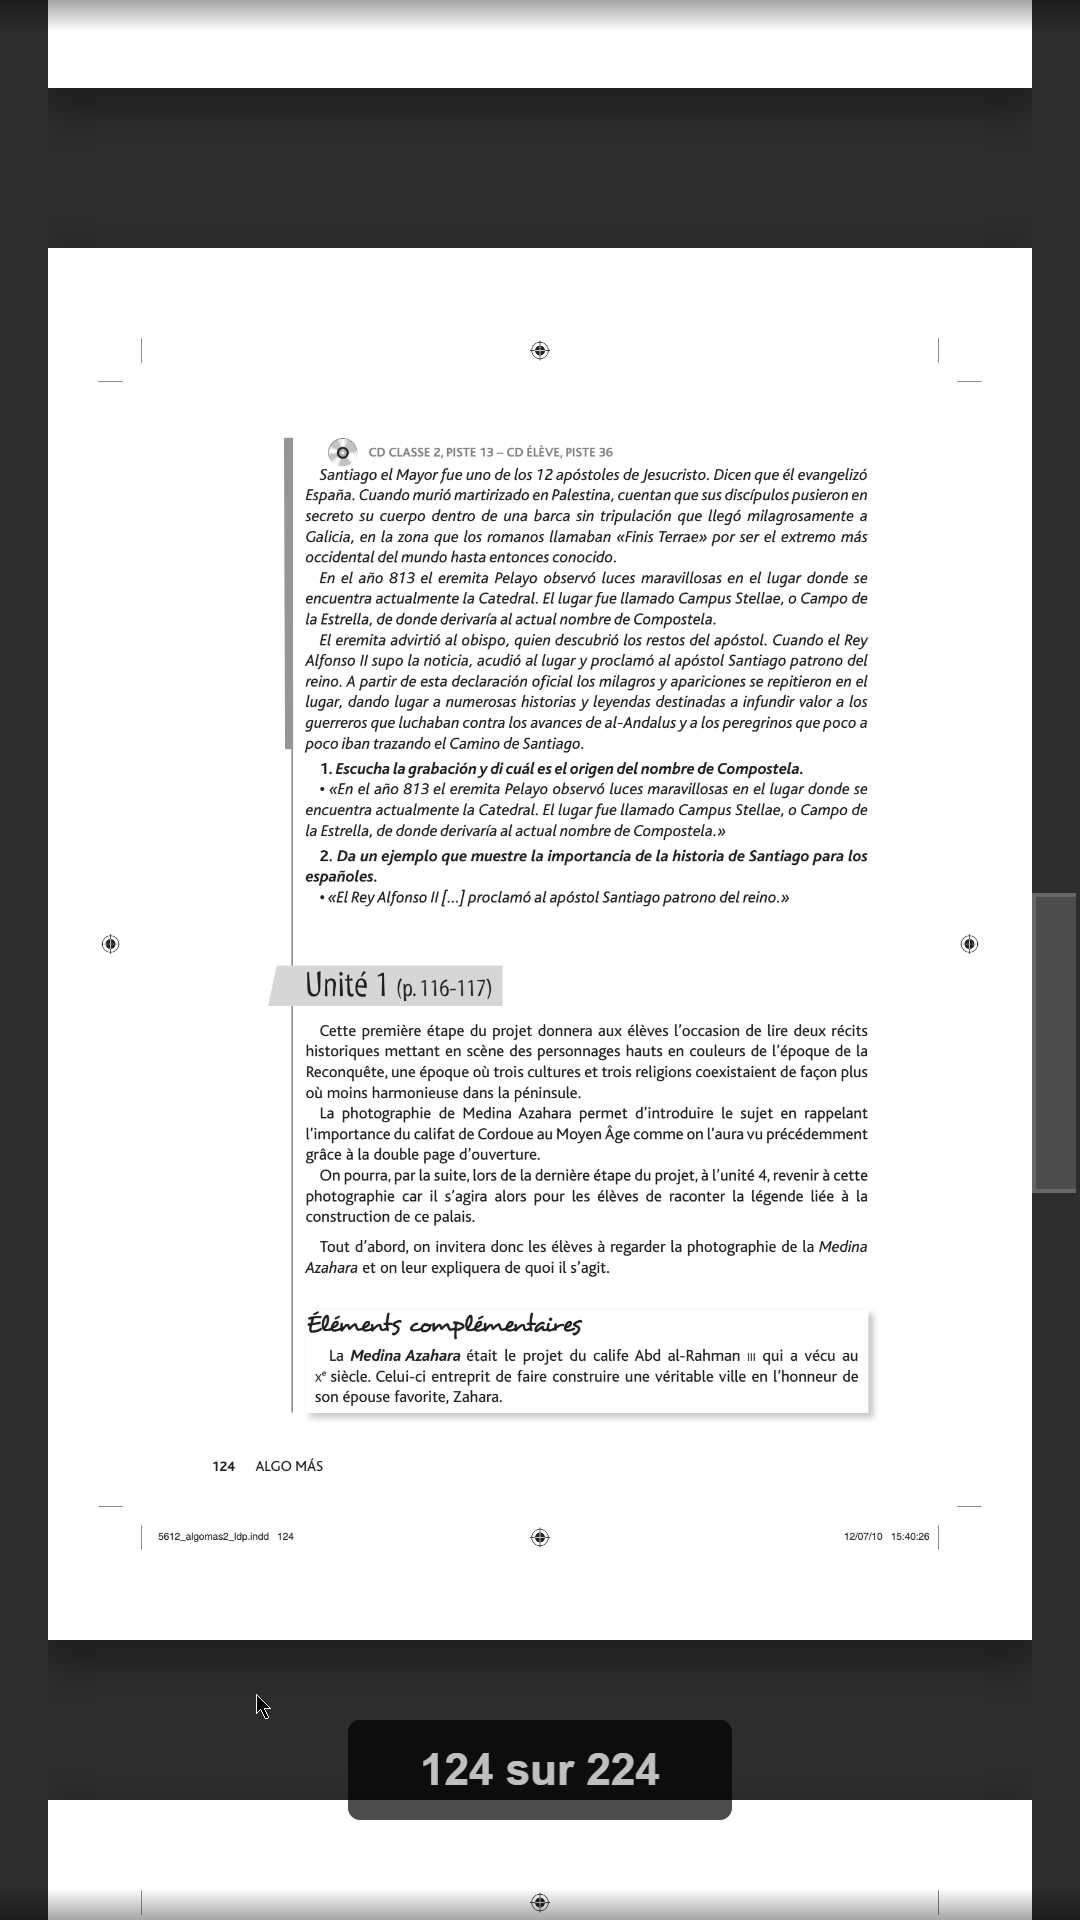 CD CLASSE 2, PISTE 13 – CD ÉLÈVE, PISTE 36
Santiago el Mayor fue uno de los 12 apóstoles de Jesucristo. Dicen que él evangelizó
España. Cuando murió martirizado en Palestina, cuentan que sus discípulos pusieron en
secreto su cuerpo dentro de una barca sin tripulación que llegó milagrosamente a
Galicia, en la zona que los romanos llamaban «Finis Terrae» por ser el extremo más
occidental del mundo hasta entonces conocido.
En el año 813 el eremita Pelayo observó luces maravillosas en el lugar donde se
encuentra actualmente la Catedral. El lugar fue llamado Campus Stellae, o Campo de
la Estrella, de donde derivaría al actual nombre de Compostela.
El eremita advirtió al obispo, quien descubrió los restos del apóstol. Cuando el Rey
Alfonso II supo la noticia, acudió al lugar y proclamó al apóstol Santiago patrono del
reino. A partir de esta declaración oficial los milagros y apariciones se repitieron en el
lugar, dando lugar a numerosas historias y leyendas destinadas a infundir valor a los
guerreros que luchaban contra los avances de al-Andalus y a los peregrinos que poco a
poco iban trazando el Camino de Santiago.
1. Escucha la grabación y di cuál es el origen del nombre de Compostela.
• «En el año 813 el eremita Pelayo observó luces maravillosas en el lugar donde se
encuentra actualmente la Catedral. El lugar fue llamado Campus Stellae, o Campo de
la Estrella, de donde derivaría al actual nombre de Compostela.»
2. Da un ejemplo que muestre la importancia de la historia de Santiago para los
españoles.
• «El Rey Alfonso II [...] proclamó al apóstol Santiago patrono del reino.»
Unité 1 (p. 116-117)
Cette première étape du projet donnera aux élèves l'occasion de lire deux récits
historiques mettant en scène des personnages hauts en couleurs de l'époque de la
Reconquête, une époque où trois cultures et trois religions coexistaient de façon plus
où moins harmonieuse dans la péninsule.
La photographie de Medina Azahara permet d'introduire le sujet en rappelant
l'importance du califat de Cordoue au Moyen Âge comme on l'aura vu précédemment
grâce à la double page d'ouverture.
On pourra, par la suite, lors de la dernière étape du projet, à l'unité 4, revenir à cette
photographie car il s'agira alors pour les élèves de raconter la légende liée à la
construction de ce palais.
Tout d'abord, on invitera donc les élèves à regarder la photographie de la Medina
Azahara et on leur expliquera de quoi il s'agit.
Éléments complémentaires
La Medina Azahara était le projet du calife Abd al-Rahman III qui a vécu au
Xe siècle. Celui-ci entreprit de faire construire une véritable ville en l'honneur de
son épouse favorite, Zahara.
124 ALGO MÁS
5612_algomas2_ldp.indd 124
12/07/10 15:40:26
124 sur 224